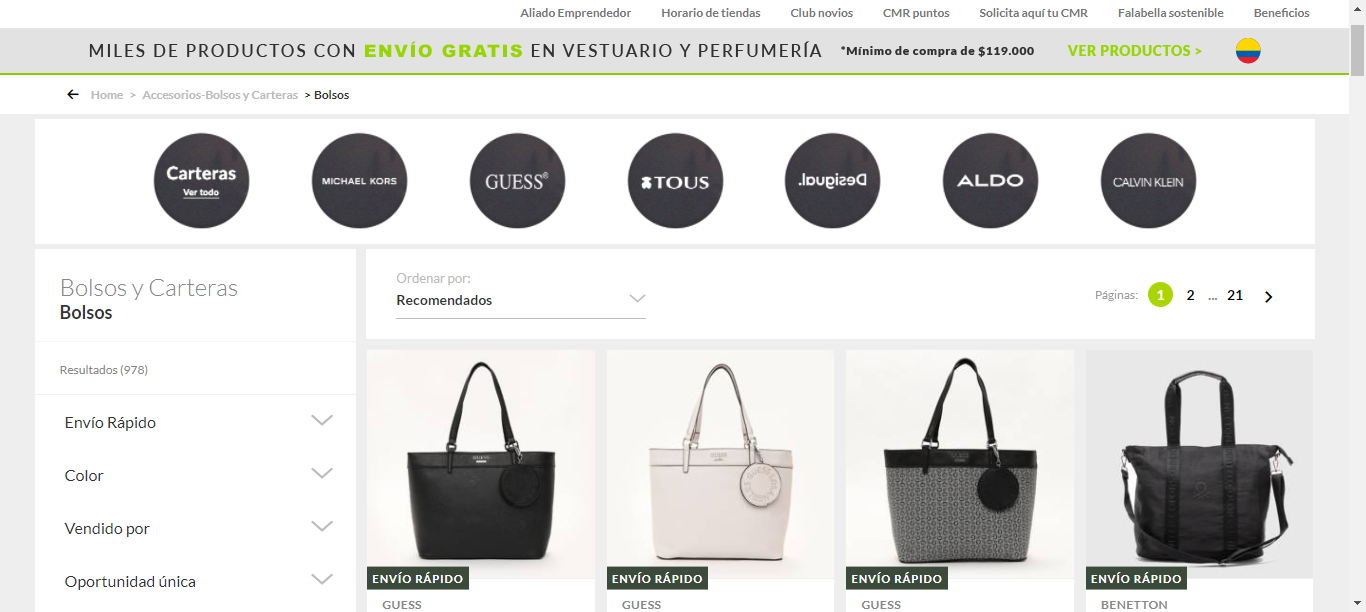 Aliado Emprendedor Horario de tiendas Club novios CMR puntos Solicita aquí tu CMR Falabella sostenible Beneficios
MILES DE PRODUCTOS CON ENVÍO GRATIS EN VESTUARIO Y PERFUMERÍA *Mínimo de compra de $119.000 VER PRODUCTOS >
Home > Accesorios-Bolsos y Carteras > Bolsos
Carteras
Ver todo
MICHAEL KORS
GUESS®
TOUS
Desigual.
ALDO
CALVIN KLEIN
Bolsos y Carteras
Bolsos
Resultados (978)
Envío Rápido
Color
Vendido por
Oportunidad única
Ordenar por:
Recomendados
Páginas: 1 2 ... 21 >
GUESS
ENVÍO RÁPIDO
GUESS
GUESS
ENVÍO RÁPIDO
GUESS
GUESS
ENVÍO RÁPIDO
GUESS
ENVÍO RÁPIDO
BENETTON